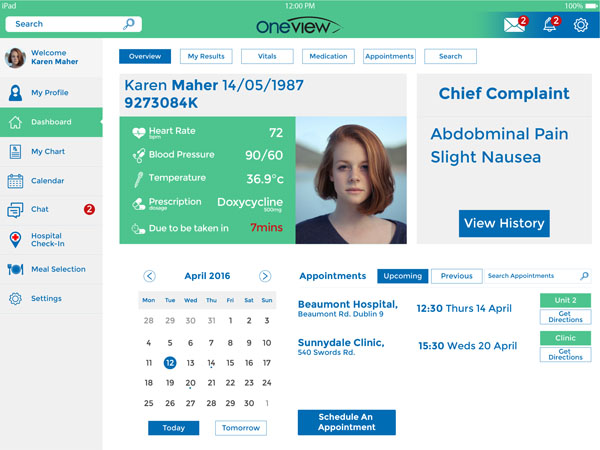 iPad 12:00 PM 100%
Search
oneview
2
2
Welcome
Karen Maher
My Profile
Dashboard
My Chart
Calendar
Chat 2
Hospital
Check-In
Meal Selection
Settings
Overview My Results Vitals Medication Appointments Search
Karen Maher 14/05/1987
9273084K
Heart Rate 72
bpm
Blood Pressure 90/60
Temperature 36.9°c
Prescription Doxycycline
dosage 500mg
Due to be taken in 7mins
Chief Complaint
Abdobminal Pain
Slight Nausea
View History
April 2016
Mon Tue Wed Thu Fri Sat Sun
28 29 30 31 1 2 3
4 5 6 7 8 9 10
11 12 13 14 15 16 17
18 19 20 21 22 23 24
25 26 27 28 29 30 1
Today Tomorrow
Appointments Upcoming Previous Search Appointments
Beaumont Hospital,
Beaumont Rd. Dublin 9
12:30 Thurs 14 April
Unit 2
Get
Directions
Sunnydale Clinic,
540 Swords Rd.
15:30 Weds 20 April
Clinic
Get
Directions
Schedule An
Appointment